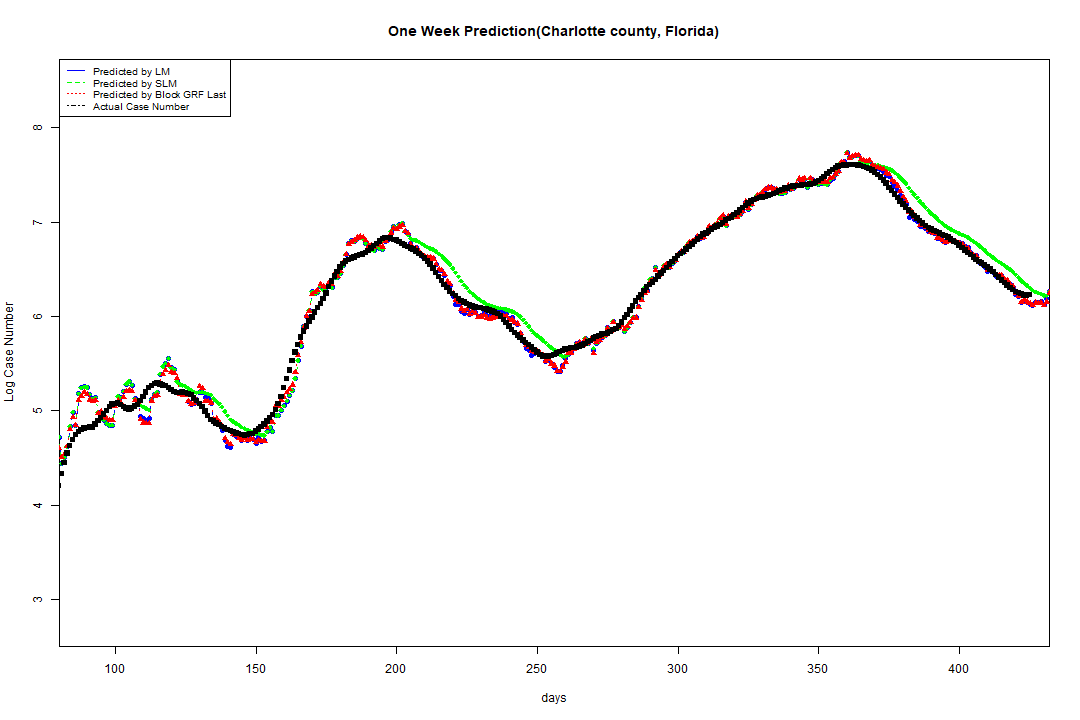 One Week Prediction(Charlotte county, Florida)
Predicted by LM
Predicted by SLM
Predicted by Block GRF Last
Actual Case Number
Log Case Number
8
7
6
5
4
3
100 150 200 250 300 350 400
days